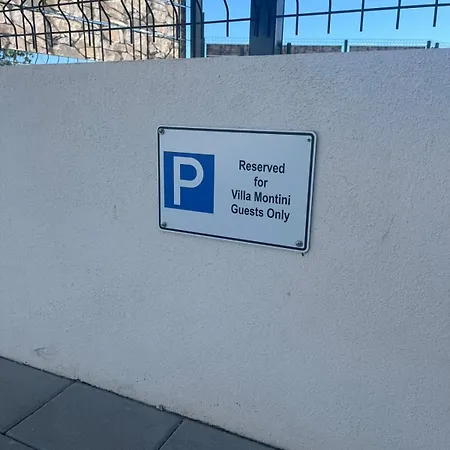 P
Reserved
for
Villa Montini
Guests Only